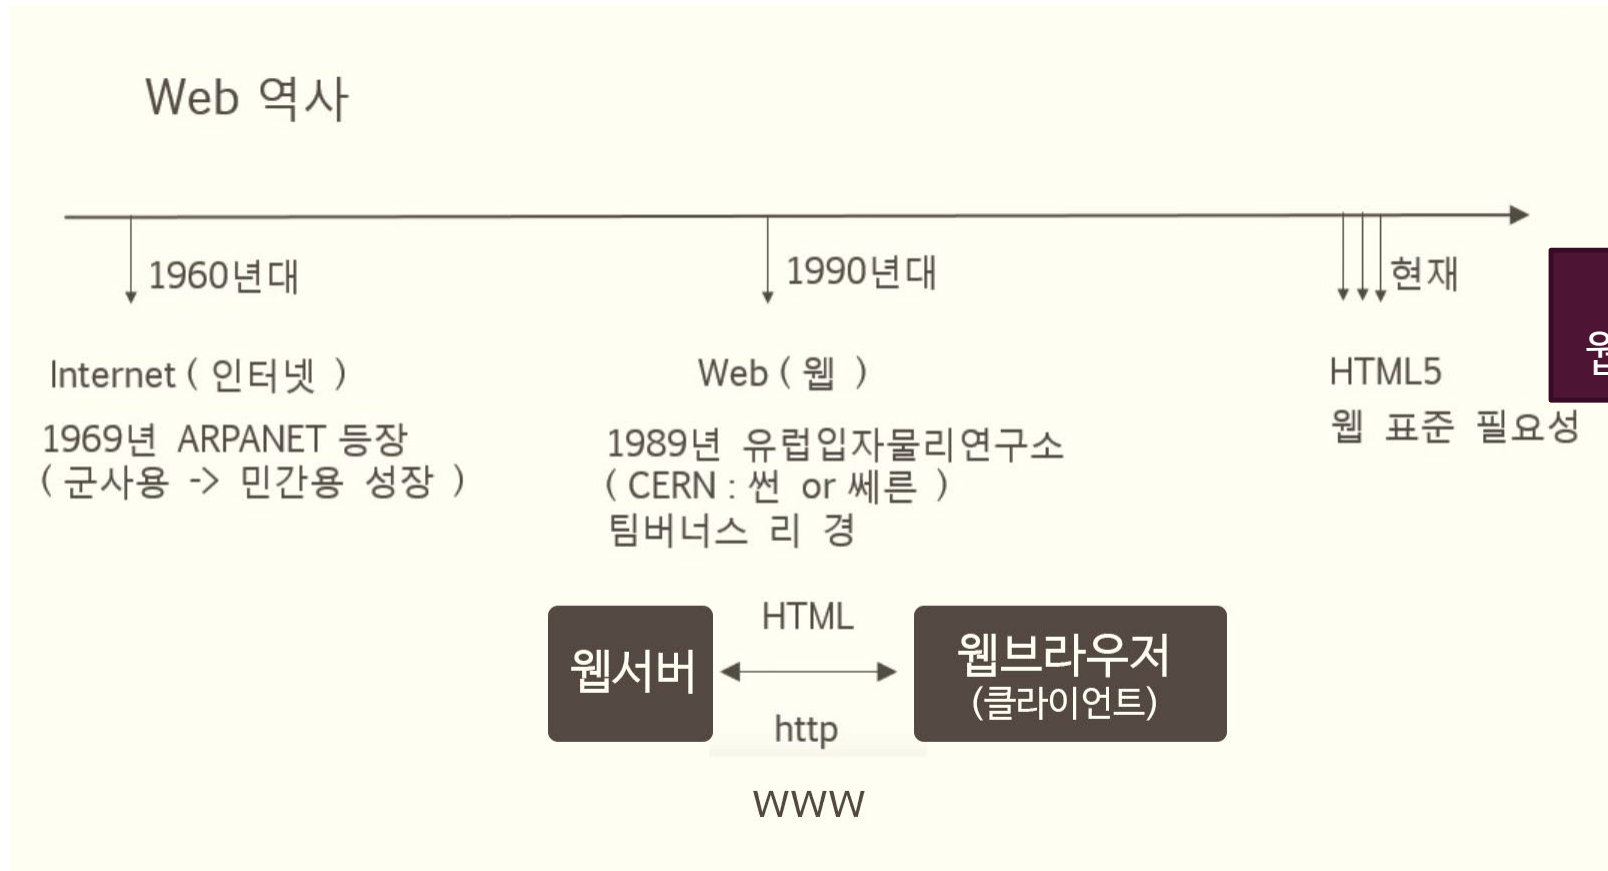 Web 역사
1960년대
1990년대
현재
Internet ( 인터넷 )
Web ( 웹 )
HTML5
1969년 ARPANET 등장
( 군사용 -> 민간용 성장 )
1989년 유럽입자물리연구소
( CERN : 썬 or 쎄른 )
팀버너스 리 경
웹 표준 필요성
웹서버
HTML
http
웹브라우저
(클라이언트)
WWW